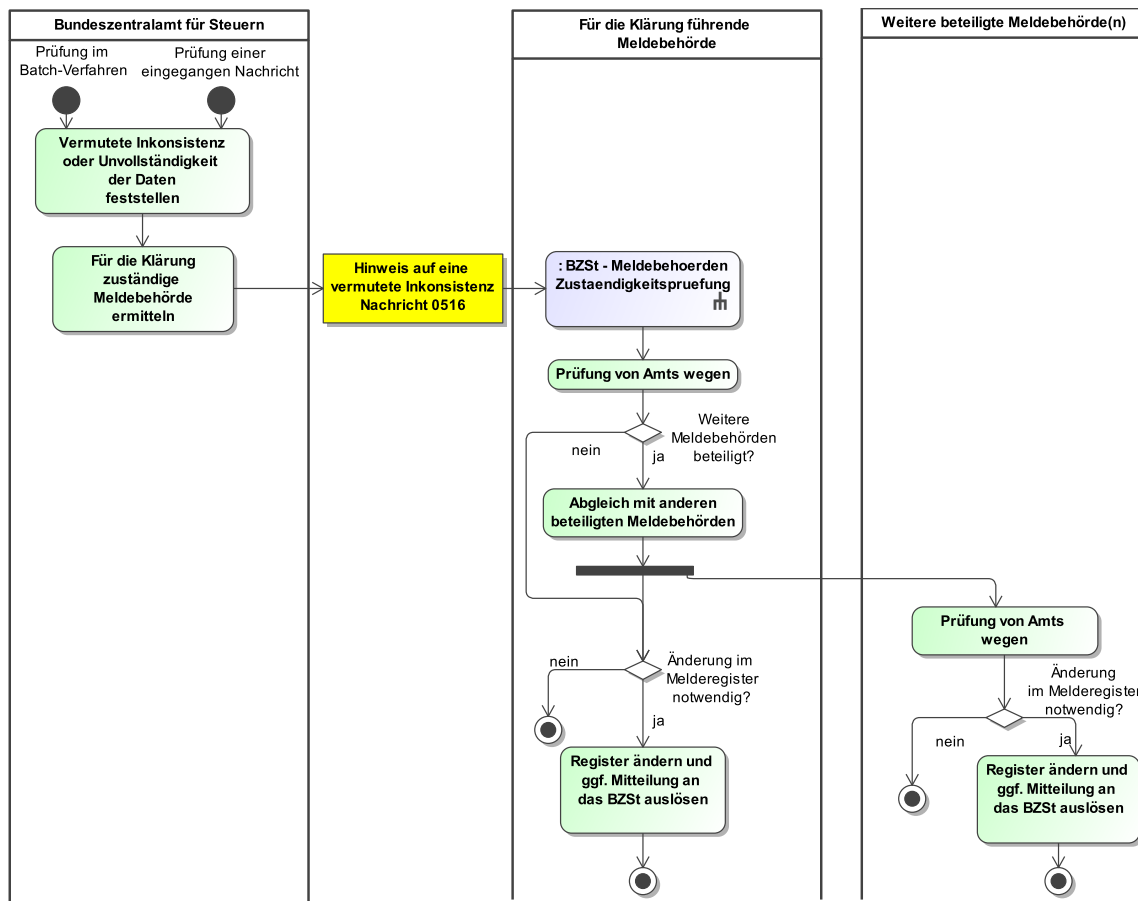 Bundeszentralamt für Steuern
Prüfung im
Batch-Verfahren
Prüfung einer
eingegangen Nachricht
Vermutete Inkonsistenz
oder Unvollständigkeit
der Daten
feststellen
Für die Klärung
zuständige
Meldebehörde
ermitteln
Hinweis auf eine
vermutete Inkonsistenz
Nachricht 0516
Für die Klärung führende
Meldebehörde
: BZSt - Meldebehoerden
Zustaendigkeitspruefung
Prüfung von Amts wegen
Weitere
Meldebehörden
beteiligt?
nein
ja
Abgleich mit anderen
beteiligten Meldebehörden
nein
Änderung im
Melderegister
notwendig?
ja
Register ändern und
ggf. Mitteilung an
das BZSt auslösen
Weitere beteiligte Meldebehörde(n)
Prüfung von Amts
wegen
Änderung
im Melderegister
notwendig?
nein
ja
Register ändern und
ggf. Mitteilung an
das BZSt auslösen